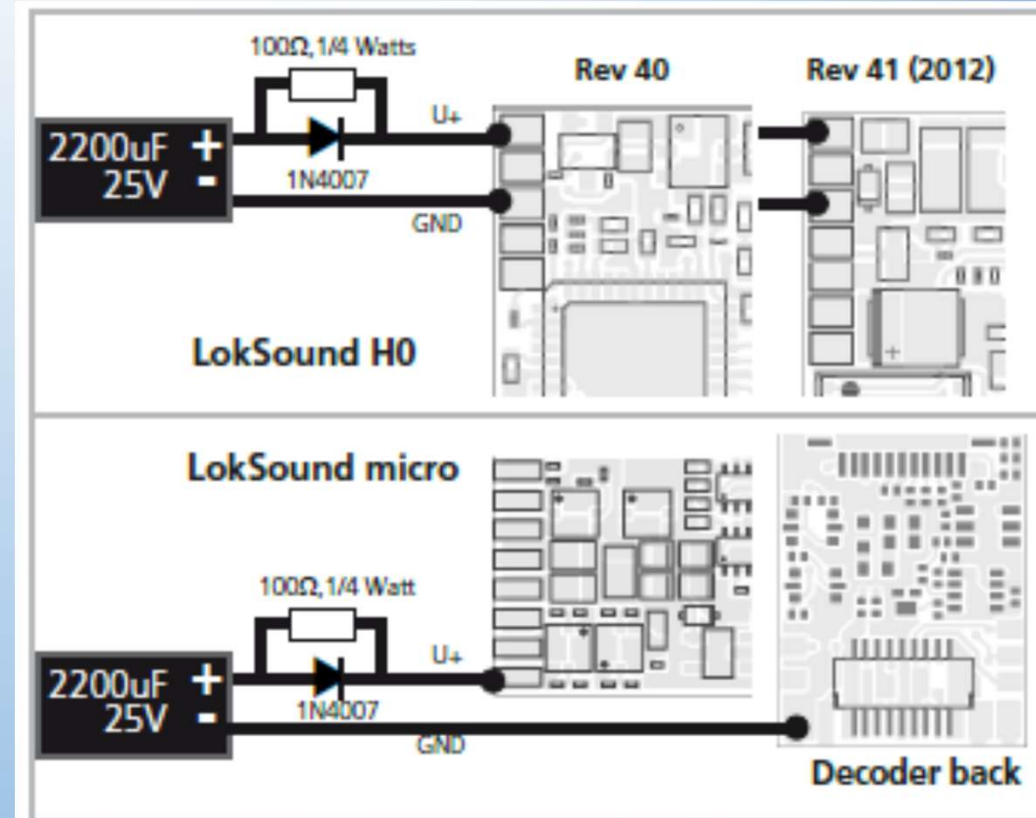 100Ω,1/4 Watts
Rev 40
Rev 41 (2012)
U+
2200uF +
25V -
1N4007
GND
LokSound H0
LokSound micro
100Ω,1/4 Watt
U+
2200uF +
25V -
1N4007
GND
Decoder back